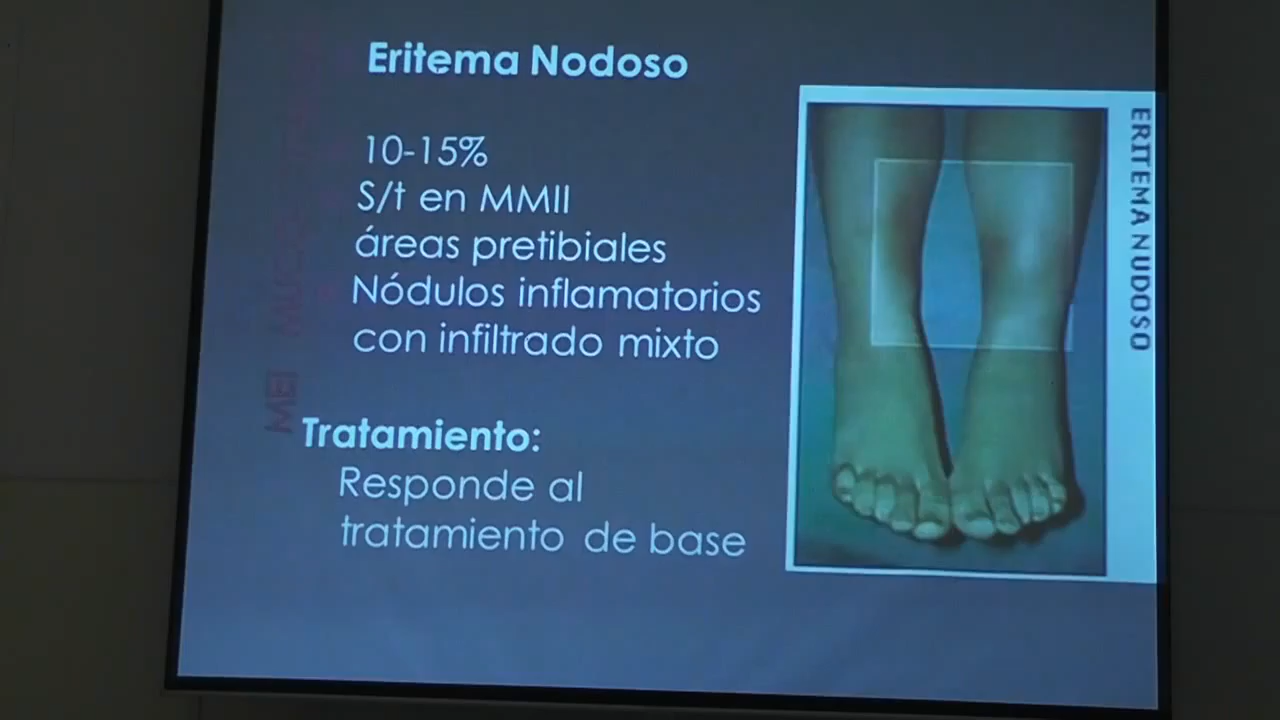 Eritema Nodoso
10-15%
S/t en MMII
áreas pretibiales
Nódulos inflamatorios
con infiltrado mixto
Tratamiento:
Responde al
tratamiento de base
ERITEMA NUDOSO
MEI